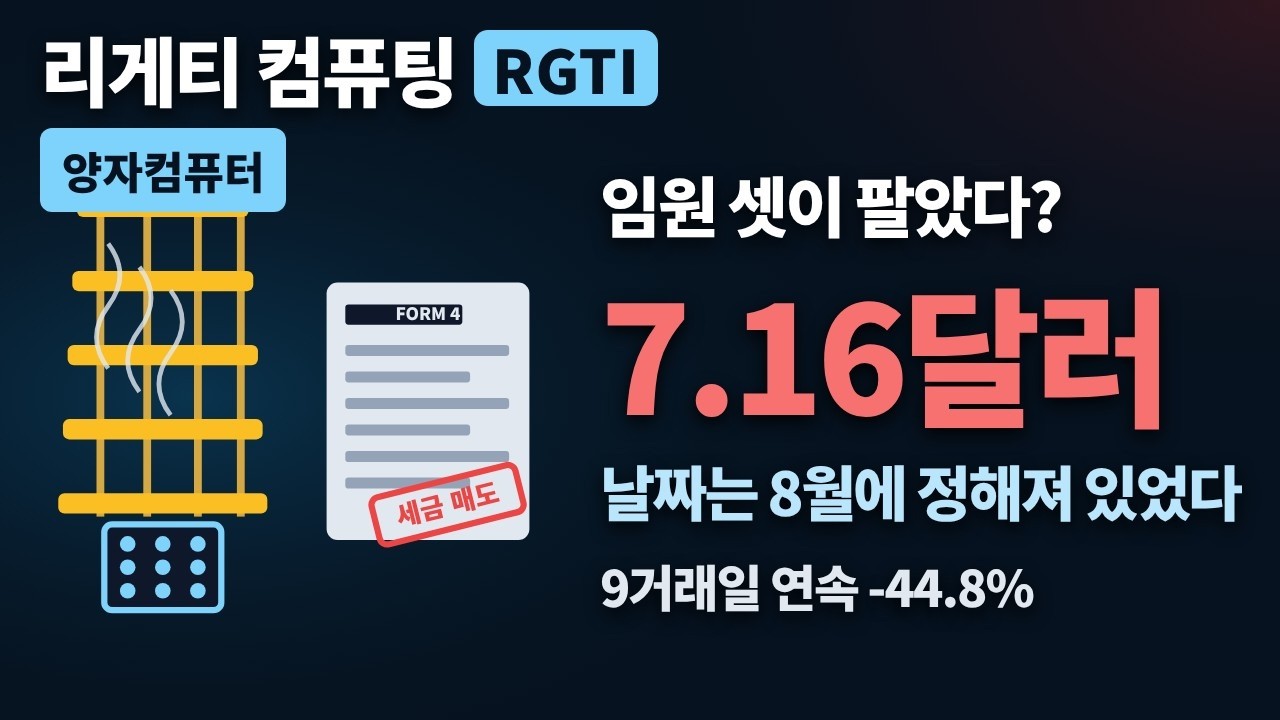 리게티 컴퓨팅 RGTI
양자컴퓨터
임원 셋이 팔았다?
7.16달러
FORM 4
날짜는 8월에 정해져 있었다
세금 매도
9거래일 연속 -44.8%